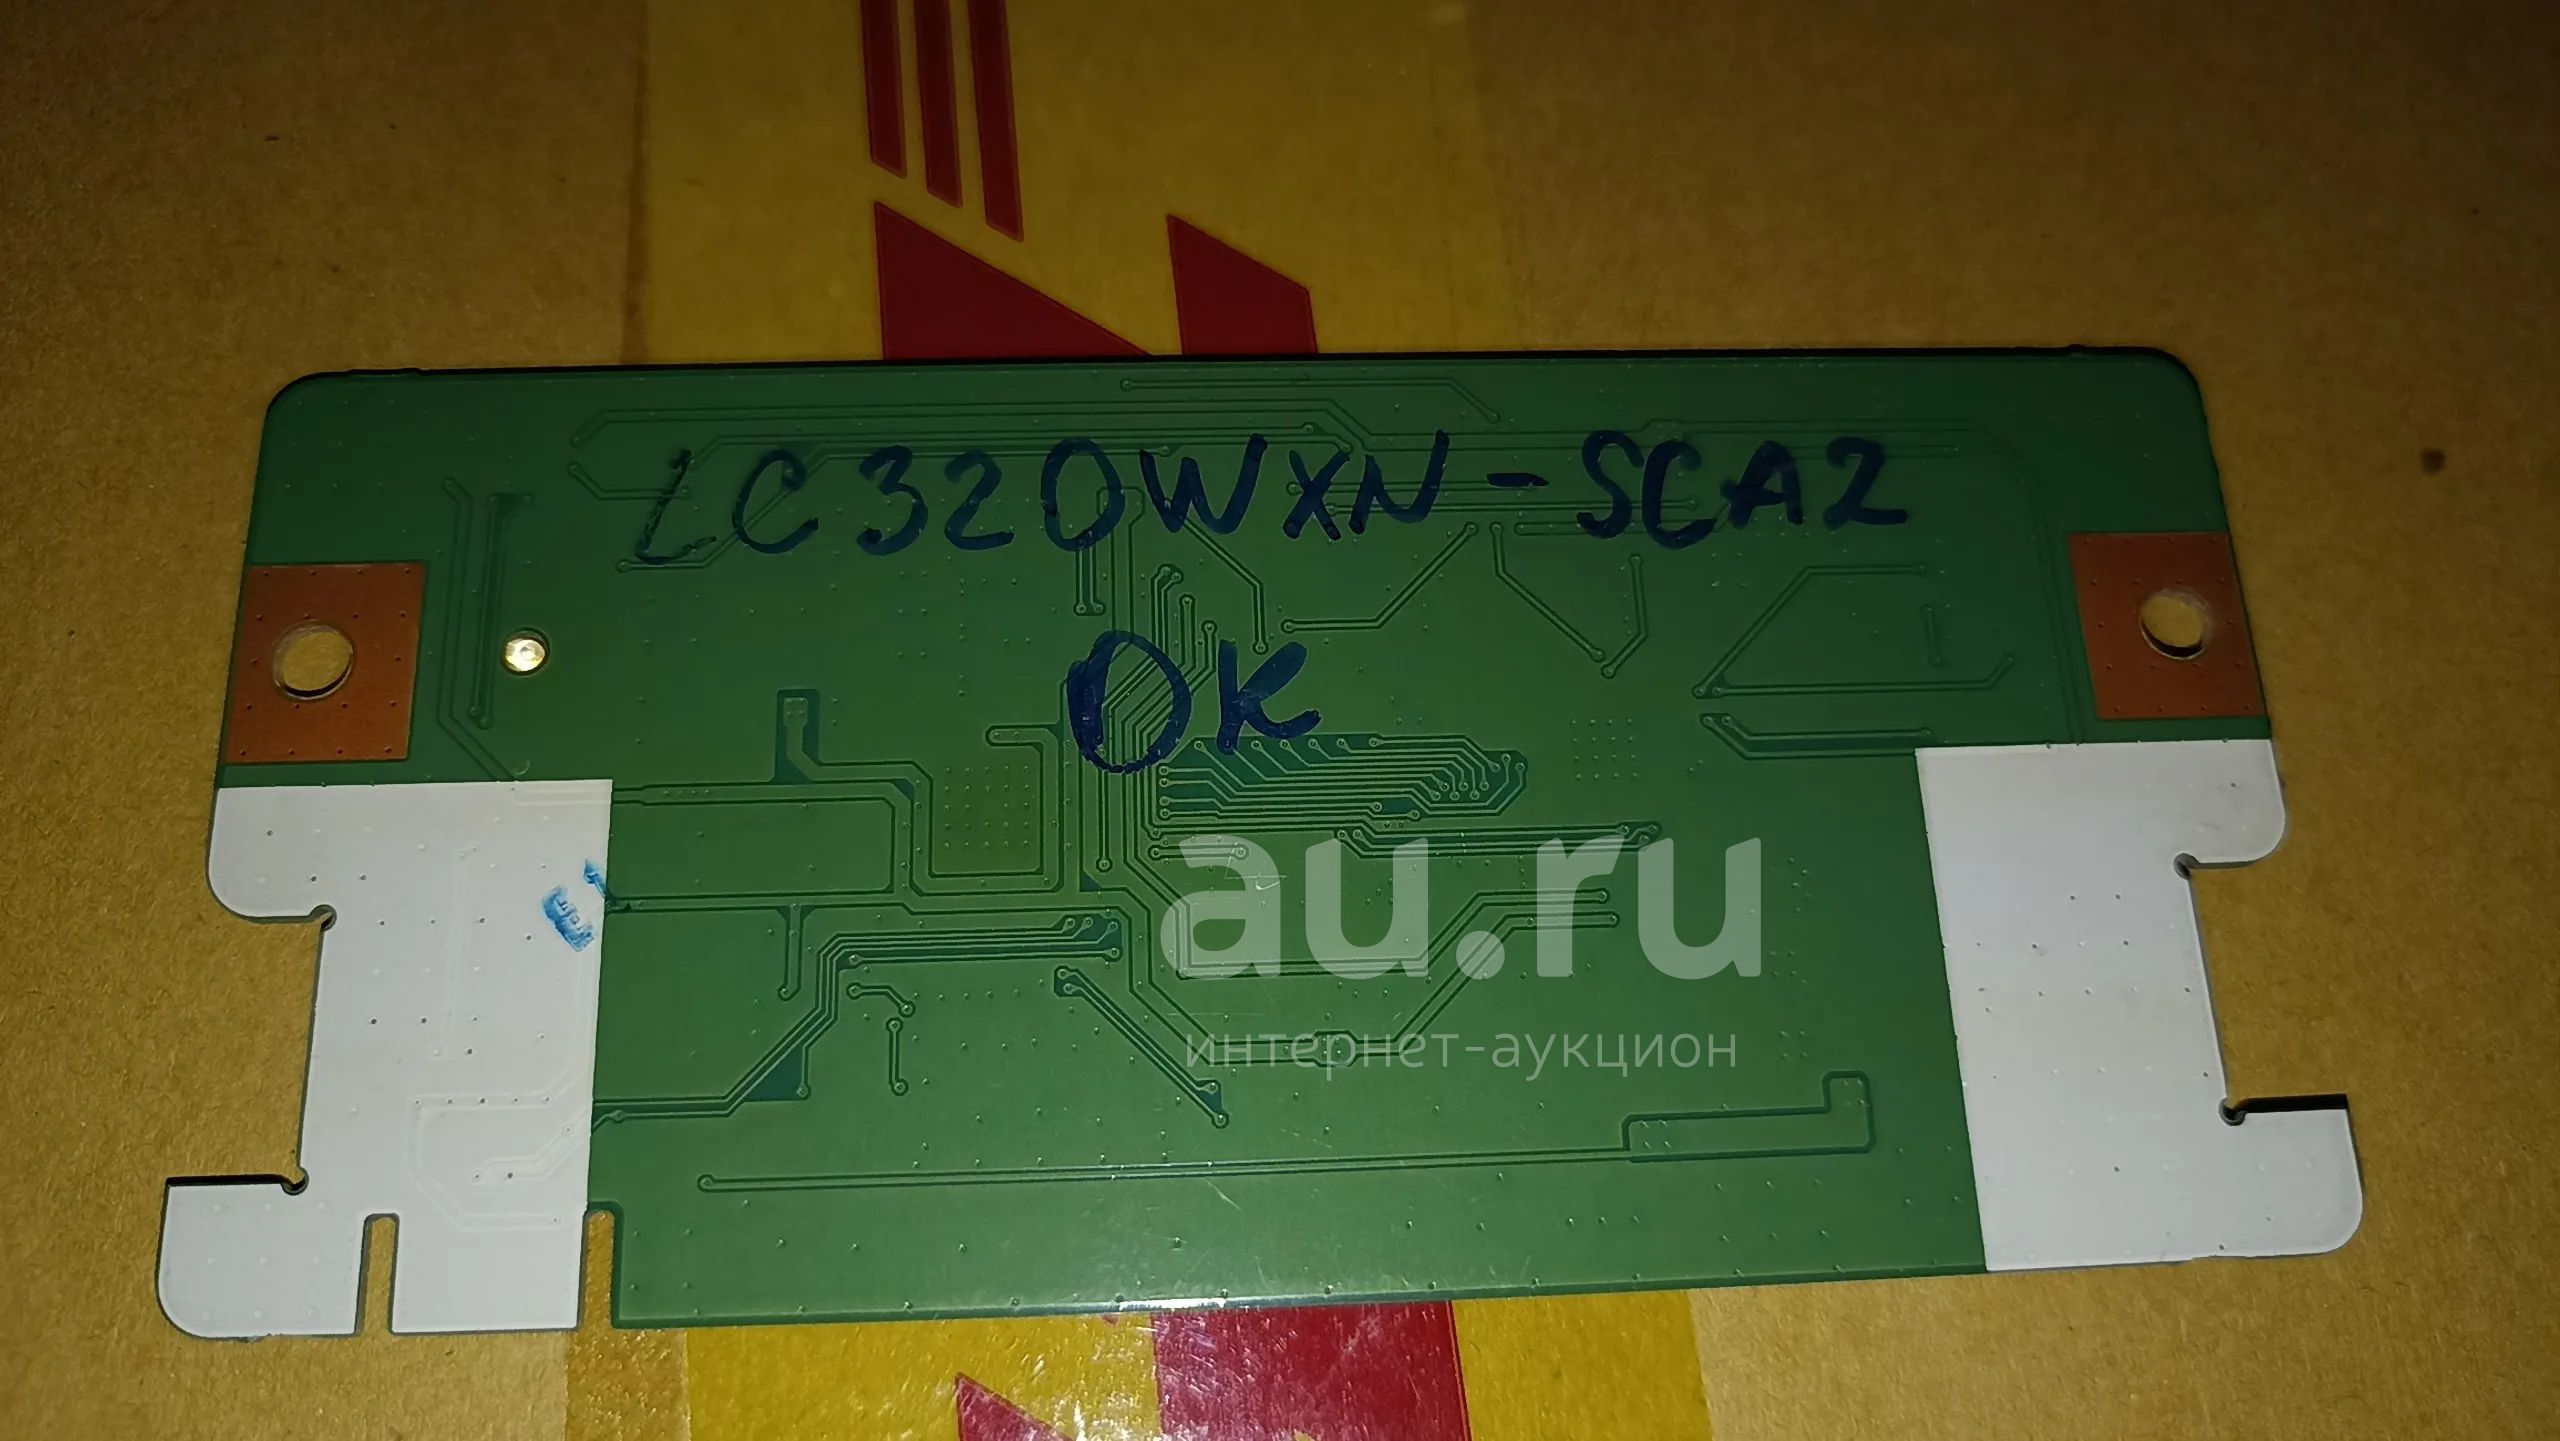 LC320WXN-SCA2
OK
au.ru
интернет-аукцион